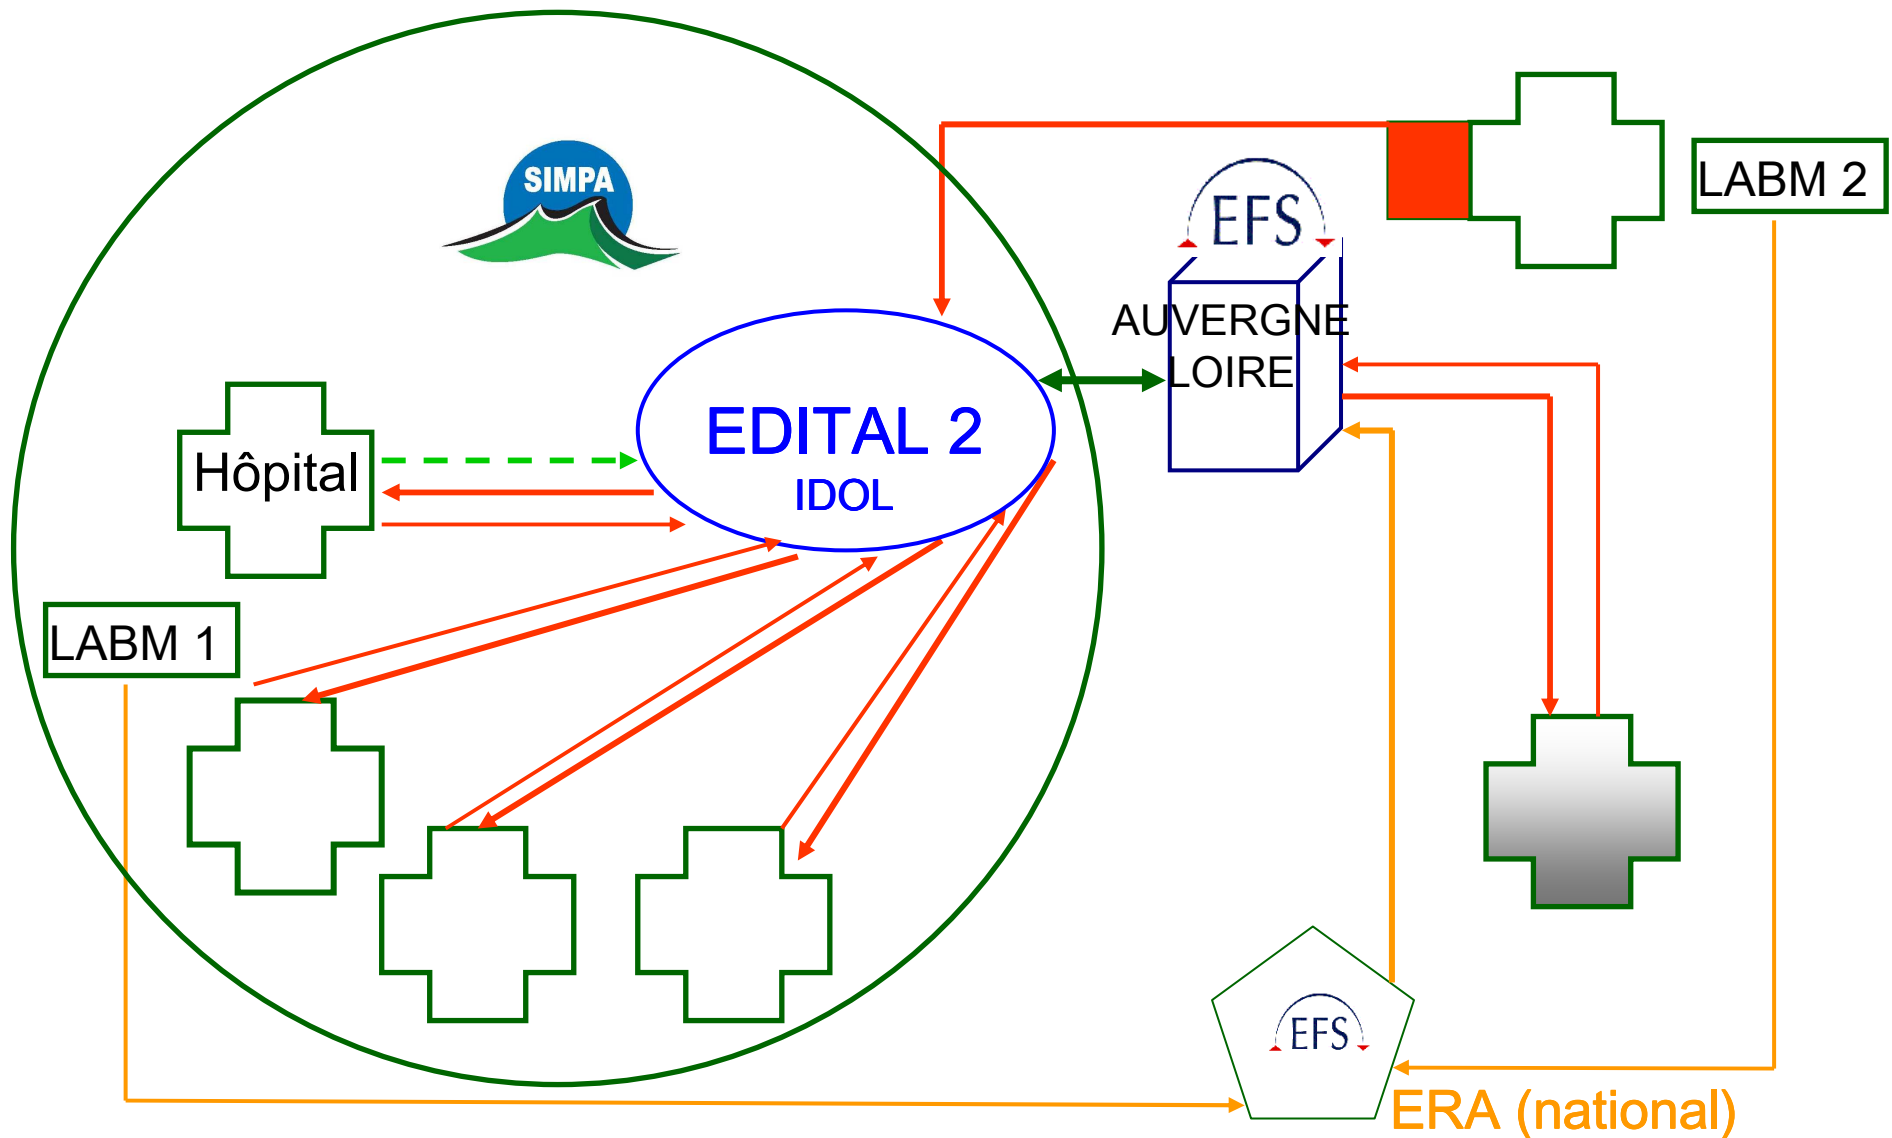 SIMPA
EFS
LABM 2
AUVERGNE
LOIRE
EDITAL 2
IDOL
Hôpital
LABM 1
EFS
ERA (national)